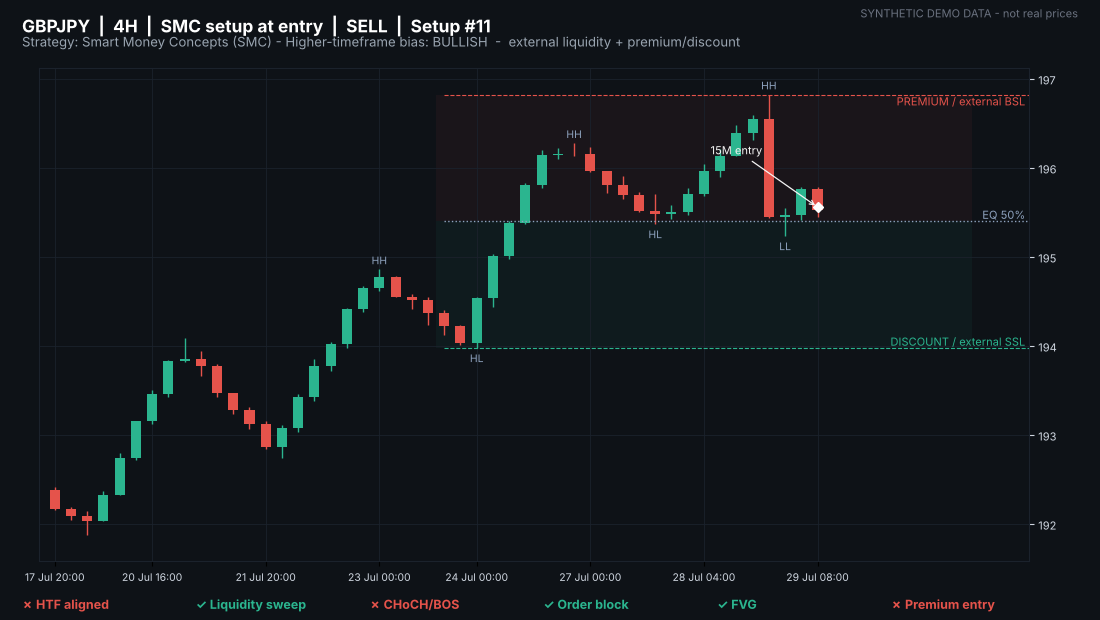 GBPJPY | 4H | SMC setup at entry | SELL | Setup #11
SYNTHETIC DEMO DATA - not real prices
Strategy: Smart Money Concepts (SMC) - Higher-timeframe bias: BULLISH - external liquidity + premium/discount
197
HH
PREMIUM / external BSL
HH
15M entry
196
EQ 50%
HL
LL
HH
195
DISCOUNT / external SSL
194
HL
193
192
17 Jul 20:00
20 Jul 16:00
21 Jul 20:00
23 Jul 00:00
24 Jul 00:00
27 Jul 00:00
28 Jul 04:00
29 Jul 08:00
× HTF aligned
✓ Liquidity sweep
× CHoCH/BOS
✓ Order block
✓ FVG
× Premium entry